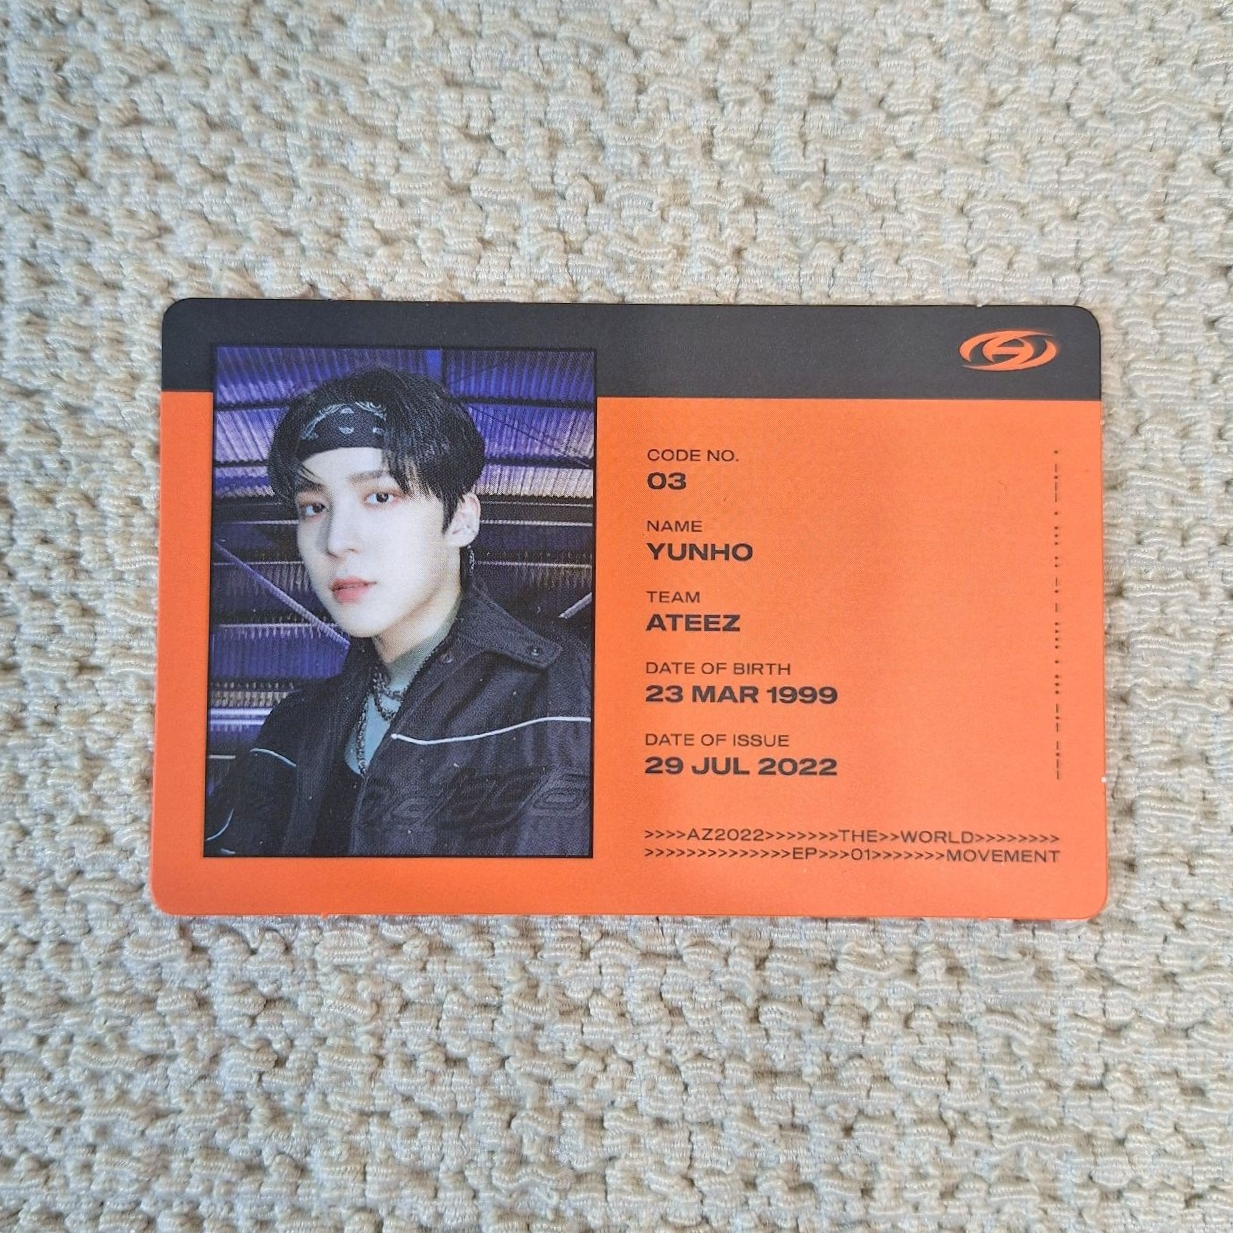 CODE NO.
03
NAME
YUNHO
TEAM
ATEEZ
DATE OF BIRTH
23 MAR 1999
DATE OF ISSUE
29 JUL 2022
>>>>AZ2022>>>>>>>THE>>WORLD>>>>>>>>
>>>>>>>>>>>>>>EP>>>01>>>>>>>MOVEMENT